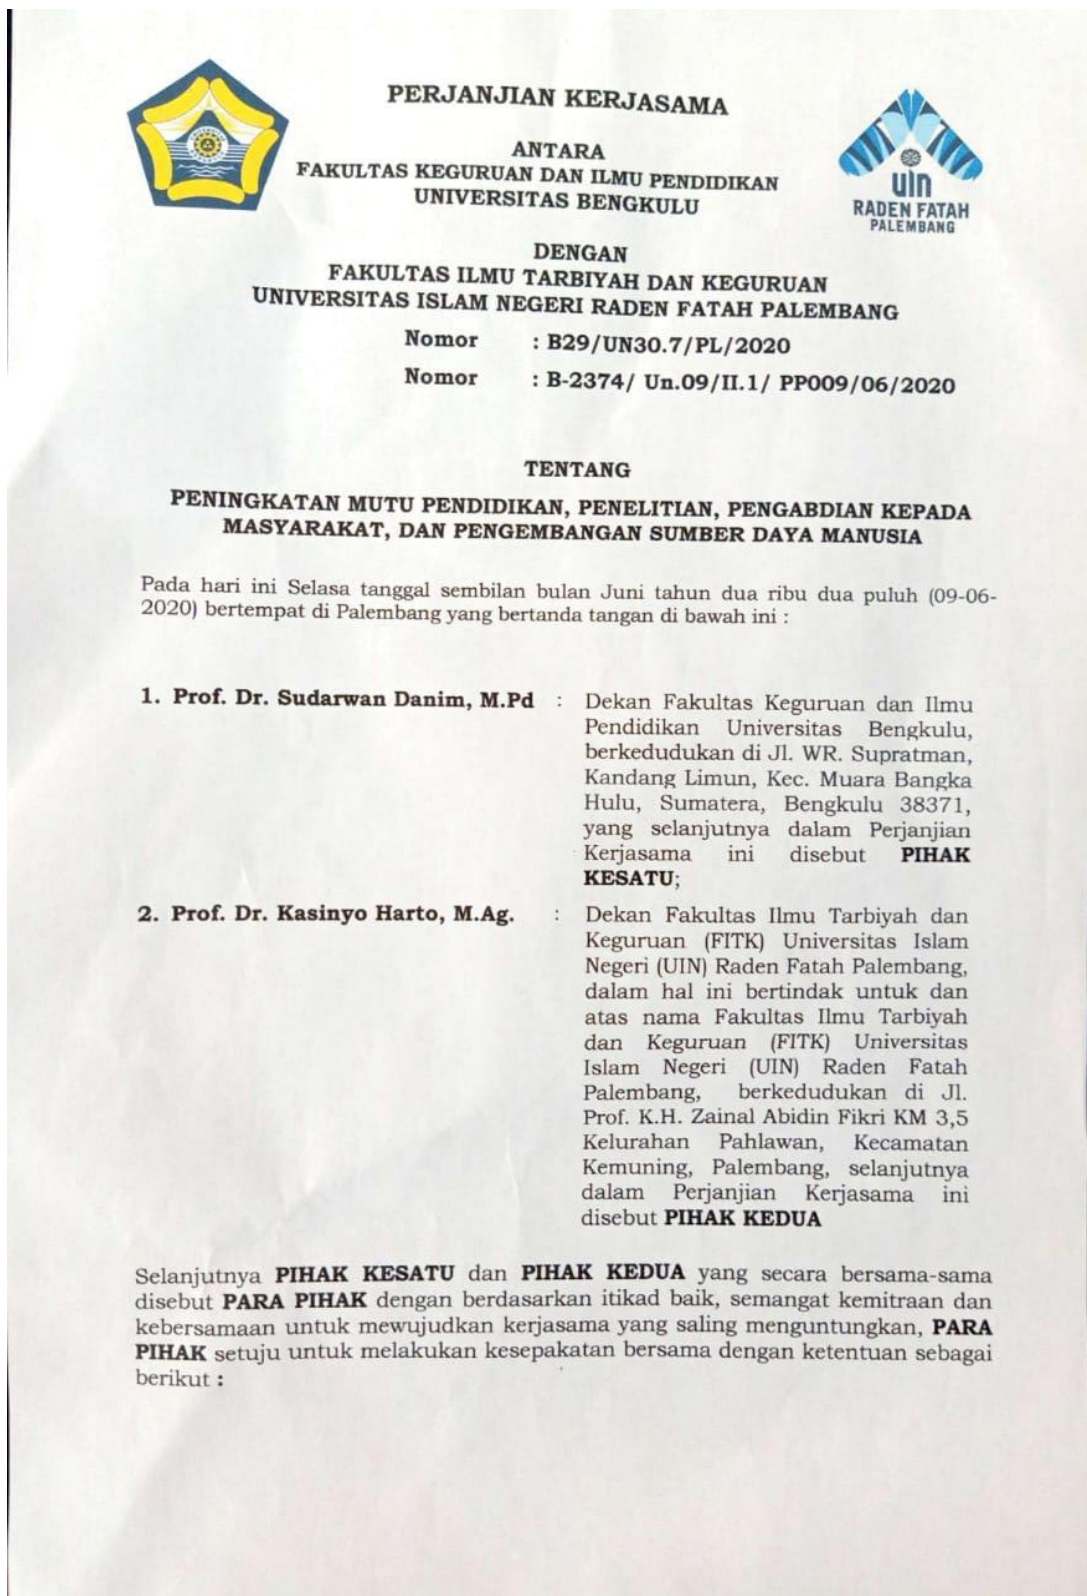 PERJANJIAN KERJASAMA
ANTARA
FAKULTAS KEGURUAN DAN ILMU PENDIDIKAN
UNIVERSITAS BENGKULU
uin
RADEN FATAH
PALEMBANG
DENGAN
FAKULTAS ILMU TARBIYAH DAN KEGURUAN
UNIVERSITAS ISLAM NEGERI RADEN FATAH PALEMBANG
Nomor : B29/UN30.7/PL/2020
Nomor : B-2374/ Un.09/II.1/ PP009/06/2020
TENTANG
PENINGKATAN MUTU PENDIDIKAN, PENELITIAN, PENGABDIAN KEPADA
MASYARAKAT, DAN PENGEMBANGAN SUMBER DAYA MANUSIA
Pada hari ini Selasa tanggal sembilan bulan Juni tahun dua ribu dua puluh (09-06-
2020) bertempat di Palembang yang bertanda tangan di bawah ini :
1. Prof. Dr. Sudarwan Danim, M.Pd : Dekan Fakultas Keguruan dan Ilmu
Pendidikan Universitas Bengkulu,
berkedudukan di Jl. WR. Supratman,
Kandang Limun, Kec. Muara Bangka
Hulu, Sumatera, Bengkulu 38371,
yang selanjutnya dalam Perjanjian
Kerjasama ini disebut PIHAK
KESATU;
2. Prof. Dr. Kasinyo Harto, M.Ag. : Dekan Fakultas Ilmu Tarbiyah dan
Keguruan (FITK) Universitas Islam
Negeri (UIN) Raden Fatah Palembang,
dalam hal ini bertindak untuk dan
atas nama Fakultas Ilmu Tarbiyah
dan Keguruan (FITK) Universitas
Islam Negeri (UIN) Raden Fatah
Palembang, berkedudukan di Jl.
Prof. K.H. Zainal Abidin Fikri KM 3,5
Kelurahan Pahlawan, Kecamatan
Kemuning, Palembang, selanjutnya
dalam Perjanjian Kerjasama ini
disebut PIHAK KEDUA
Selanjutnya PIHAK KESATU dan PIHAK KEDUA yang secara bersama-sama
disebut PARA PIHAK dengan berdasarkan itikad baik, semangat kemitraan dan
kebersamaan untuk mewujudkan kerjasama yang saling menguntungkan, PARA
PIHAK setuju untuk melakukan kesepakatan bersama dengan ketentuan sebagai
berikut :